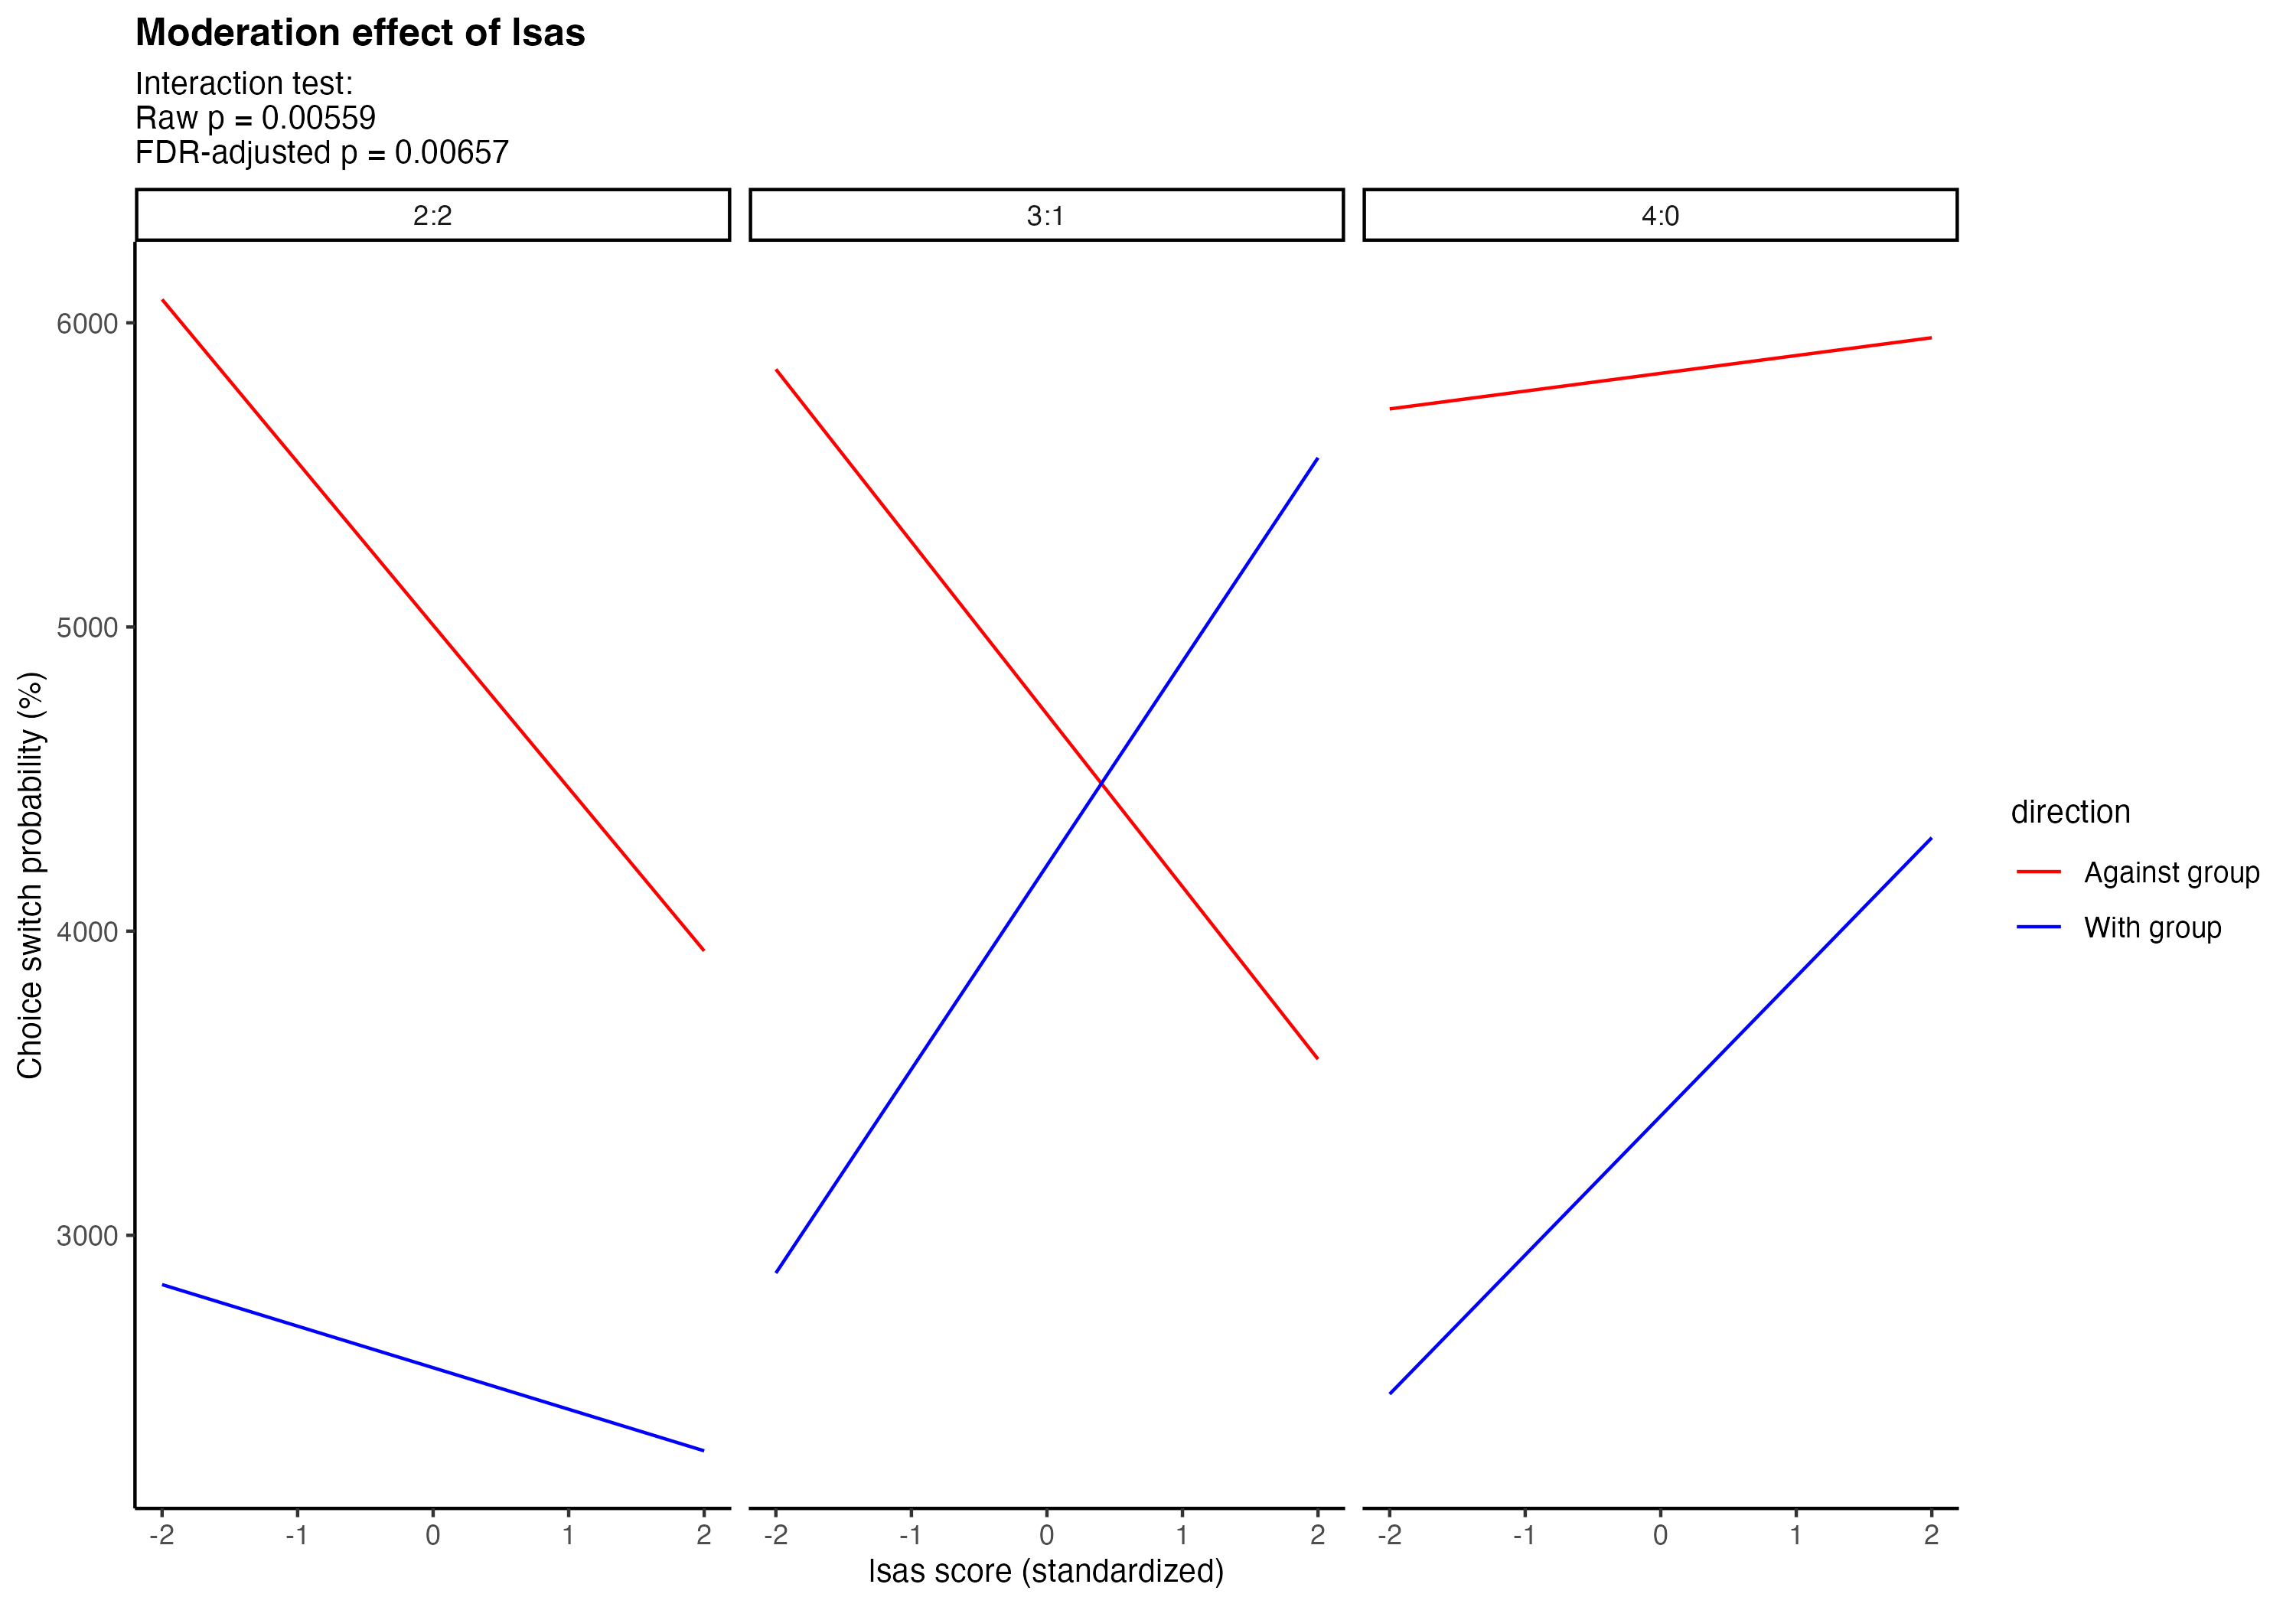 Moderation effect of lsas
Interaction test:
Raw p = 0.00559
FDR-adjusted p = 0.00657
2:2
3:1
4:0
6000
5000
4000
3000
Choice switch probability (%)
-2 -1 0 1 2
-2 -1 0 1 2
-2 -1 0 1 2
lsas score (standardized)
direction
Against group
With group